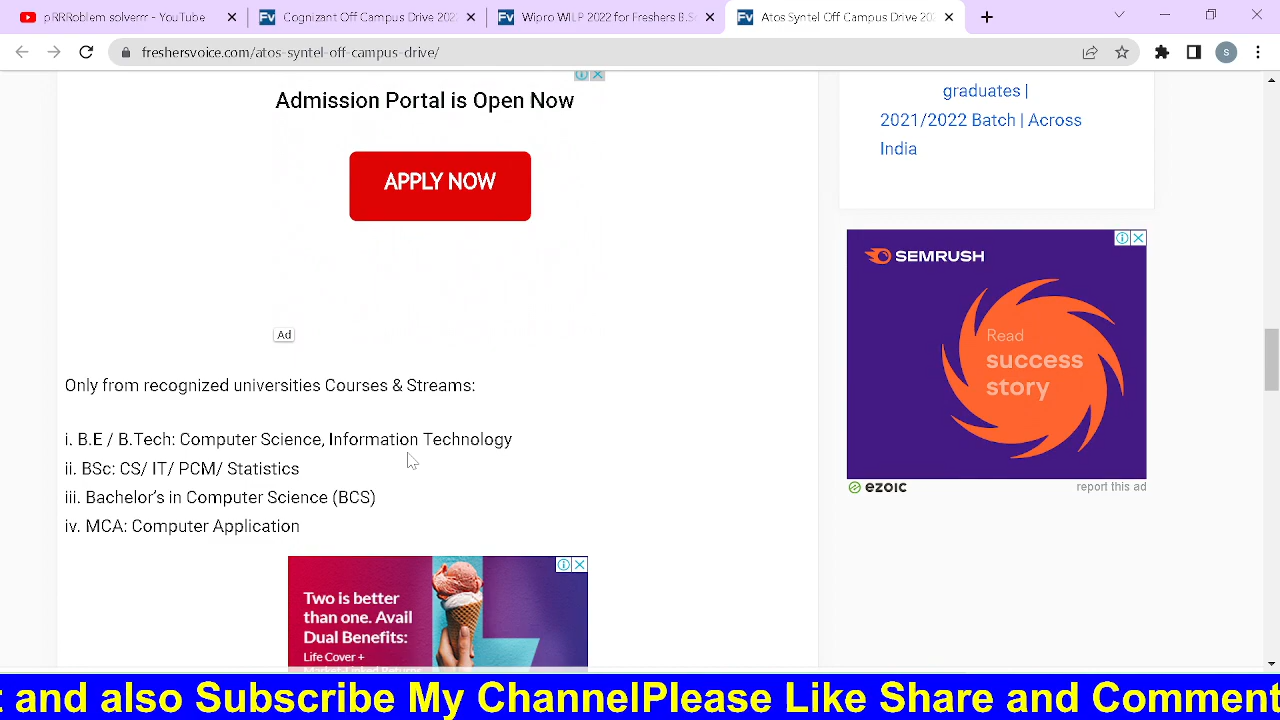 RRRoblem solverr - YouTube
Cognizant Off Campus Drive 202
Wipro WILP 2022 for Freshers B.S
Atos Syntel Off Campus Drive 202
freshersvoice.com/atos-syntel-off-campus-drive/
s
Admission Portal is Open Now
APPLY NOW
Ad
Only from recognized universities Courses & Streams:
i. B.E / B.Tech: Computer Science, Information Technology
ii. BSc: CS/ IT/ PCM/ Statistics
iii. Bachelor's in Computer Science (BCS)
iv. MCA: Computer Application
Two is better
than one. Avail
Dual Benefits:
Life Cover +
graduates |
2021/2022 Batch | Across
India
SEMRUSH
Read
success
story
ezoic
report this ad
t and also Subscribe My ChannelPlease Like Share and Comment